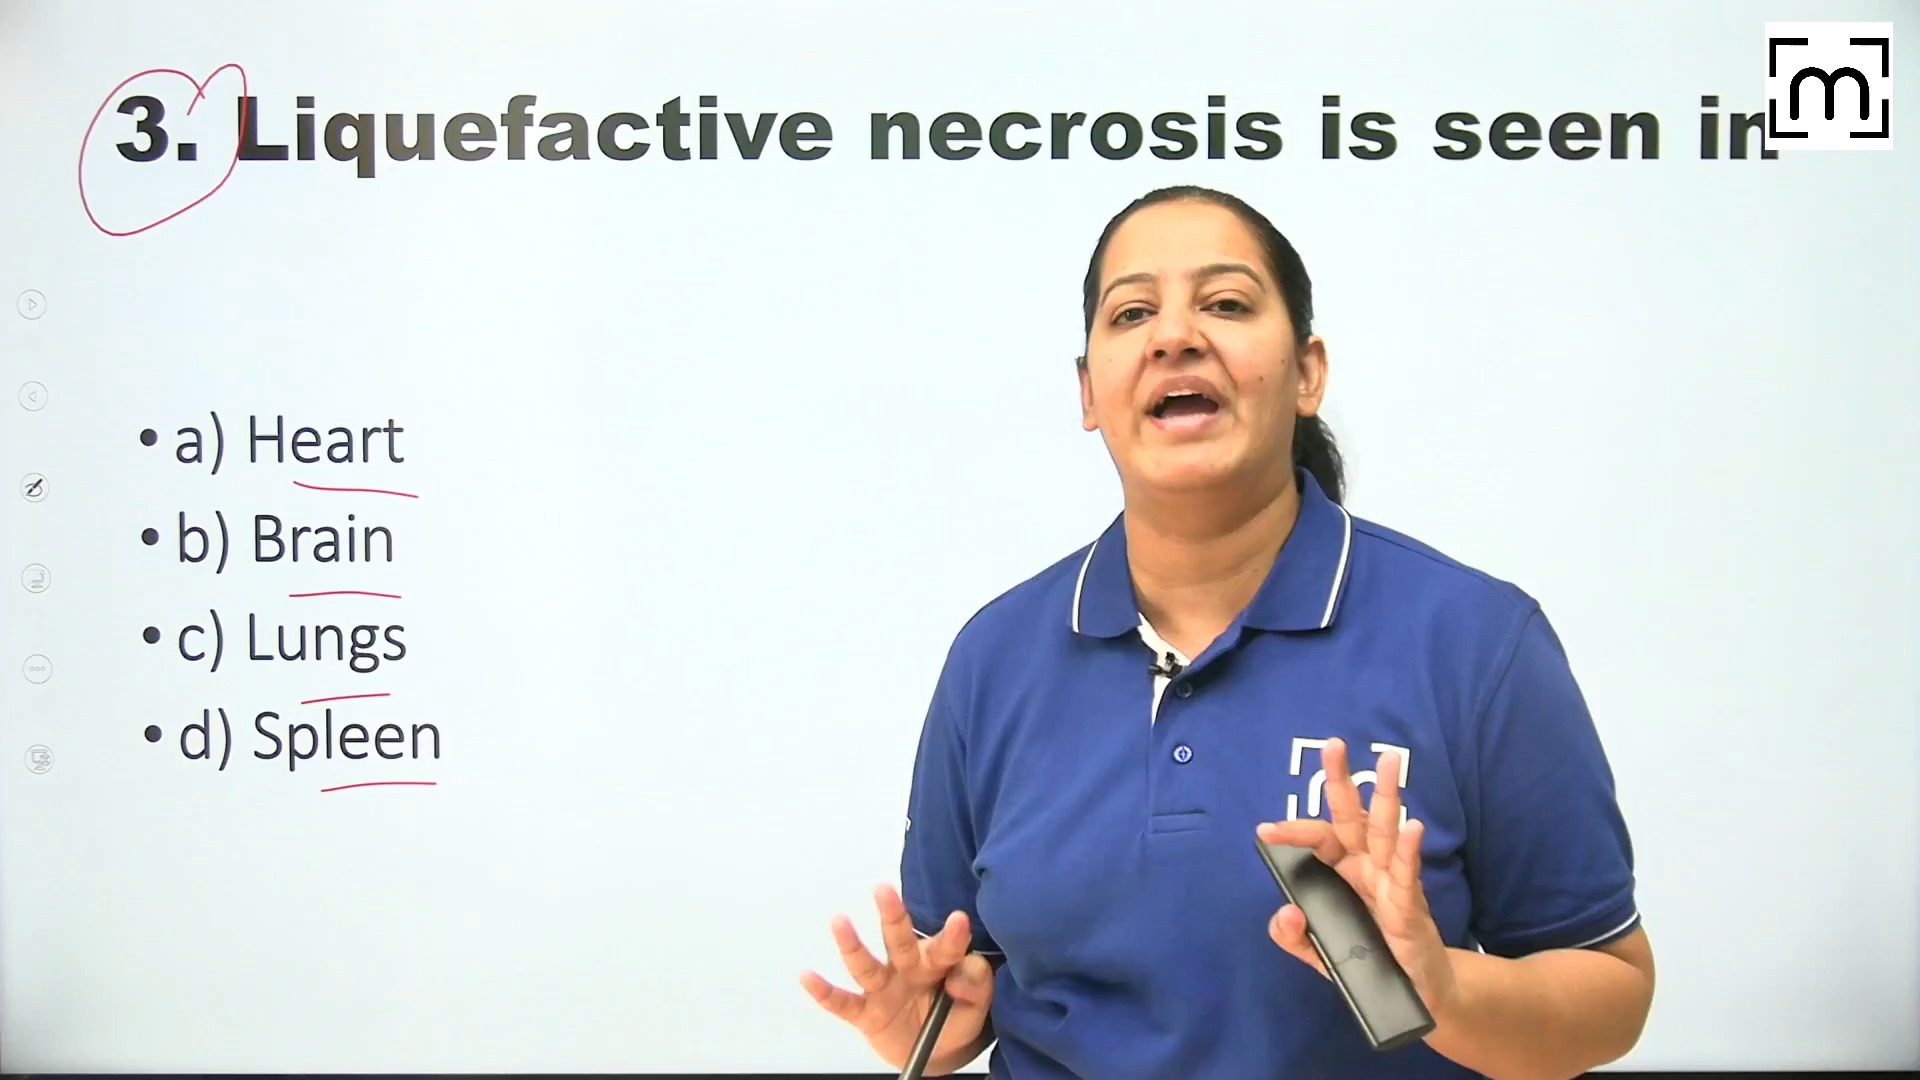 3. Liquefactive necrosis is seen in
• a) Heart
• b) Brain
• c) Lungs
• d) Spleen
m
m